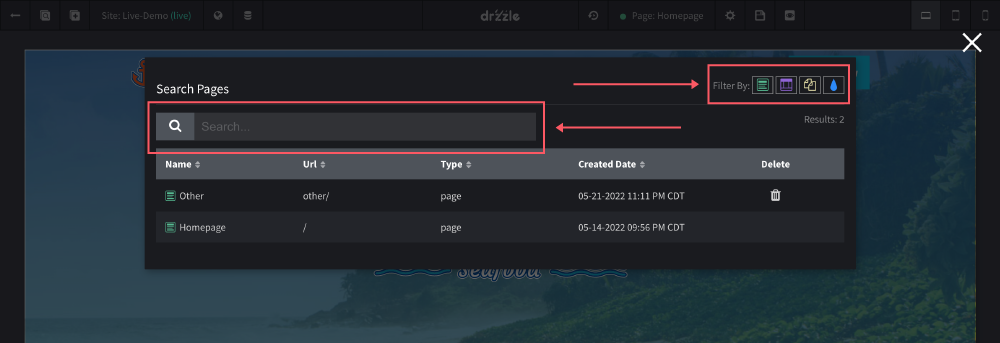 Site: Live-Demo (live)
drzzle
Page: Homepage
Search Pages
Filter By:
Search...
Results: 2
Name Url Type Created Date Delete
Other other/ page 05-21-2022 11:11 PM CDT
Homepage / page 05-14-2022 09:56 PM CDT
seafood